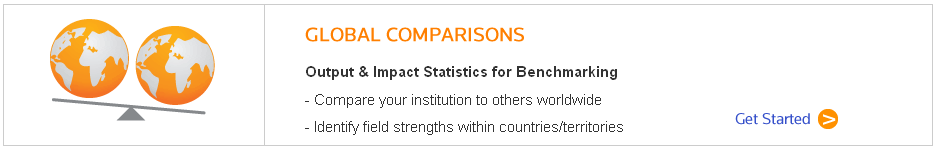 GLOBAL COMPARISONS
Output & Impact Statistics for Benchmarking
- Compare your institution to others worldwide
- Identify field strengths within countries/territories
Get Started >